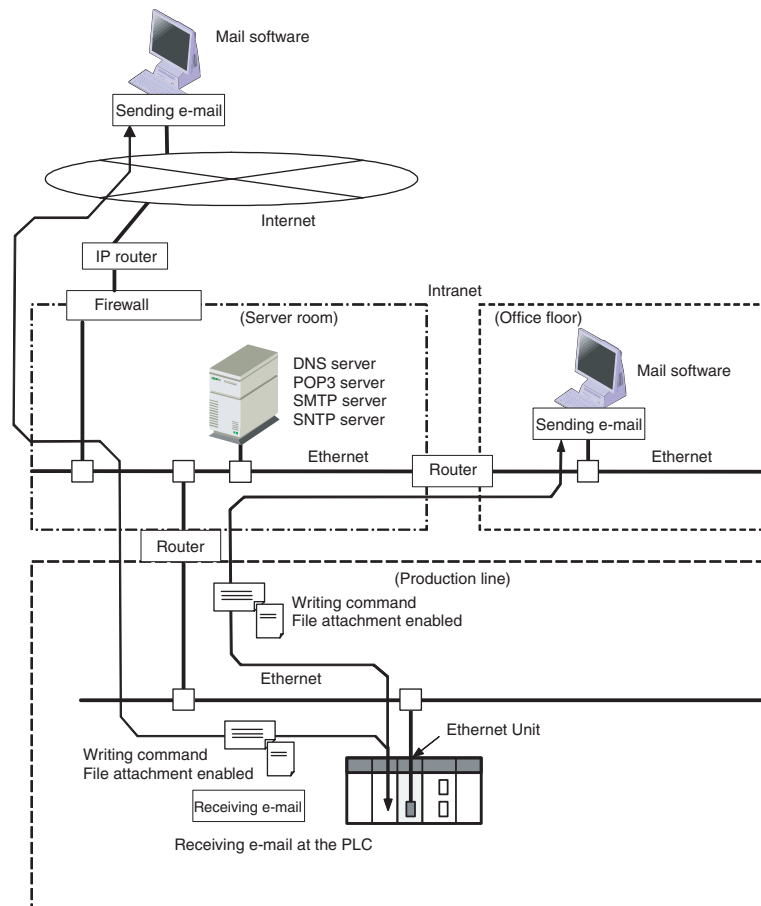 Mail software
Sending e-mail
Internet
IP router
Firewall
Intranet
(Server room)
(Office floor)
DNS server
POP3 server
SMTP server
SNTP server
Mail software
Sending e-mail
Ethernet
Router
Ethernet
Router
(Production line)
Writing command
File attachment enabled
Ethernet
Ethernet Unit
Writing command
File attachment enabled
Receiving e-mail
Receiving e-mail at the PLC